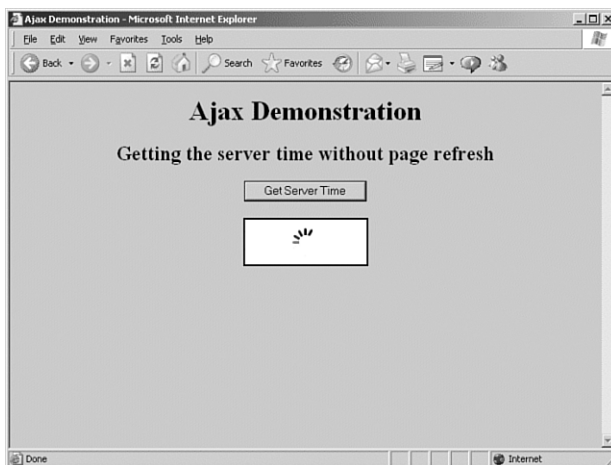 Ajax Demonstration - Microsoft Internet Explorer
File Edit View Favorites Tools Help
Back Search Favorites
Ajax Demonstration
Getting the server time without page refresh
Get Server Time
Done Internet